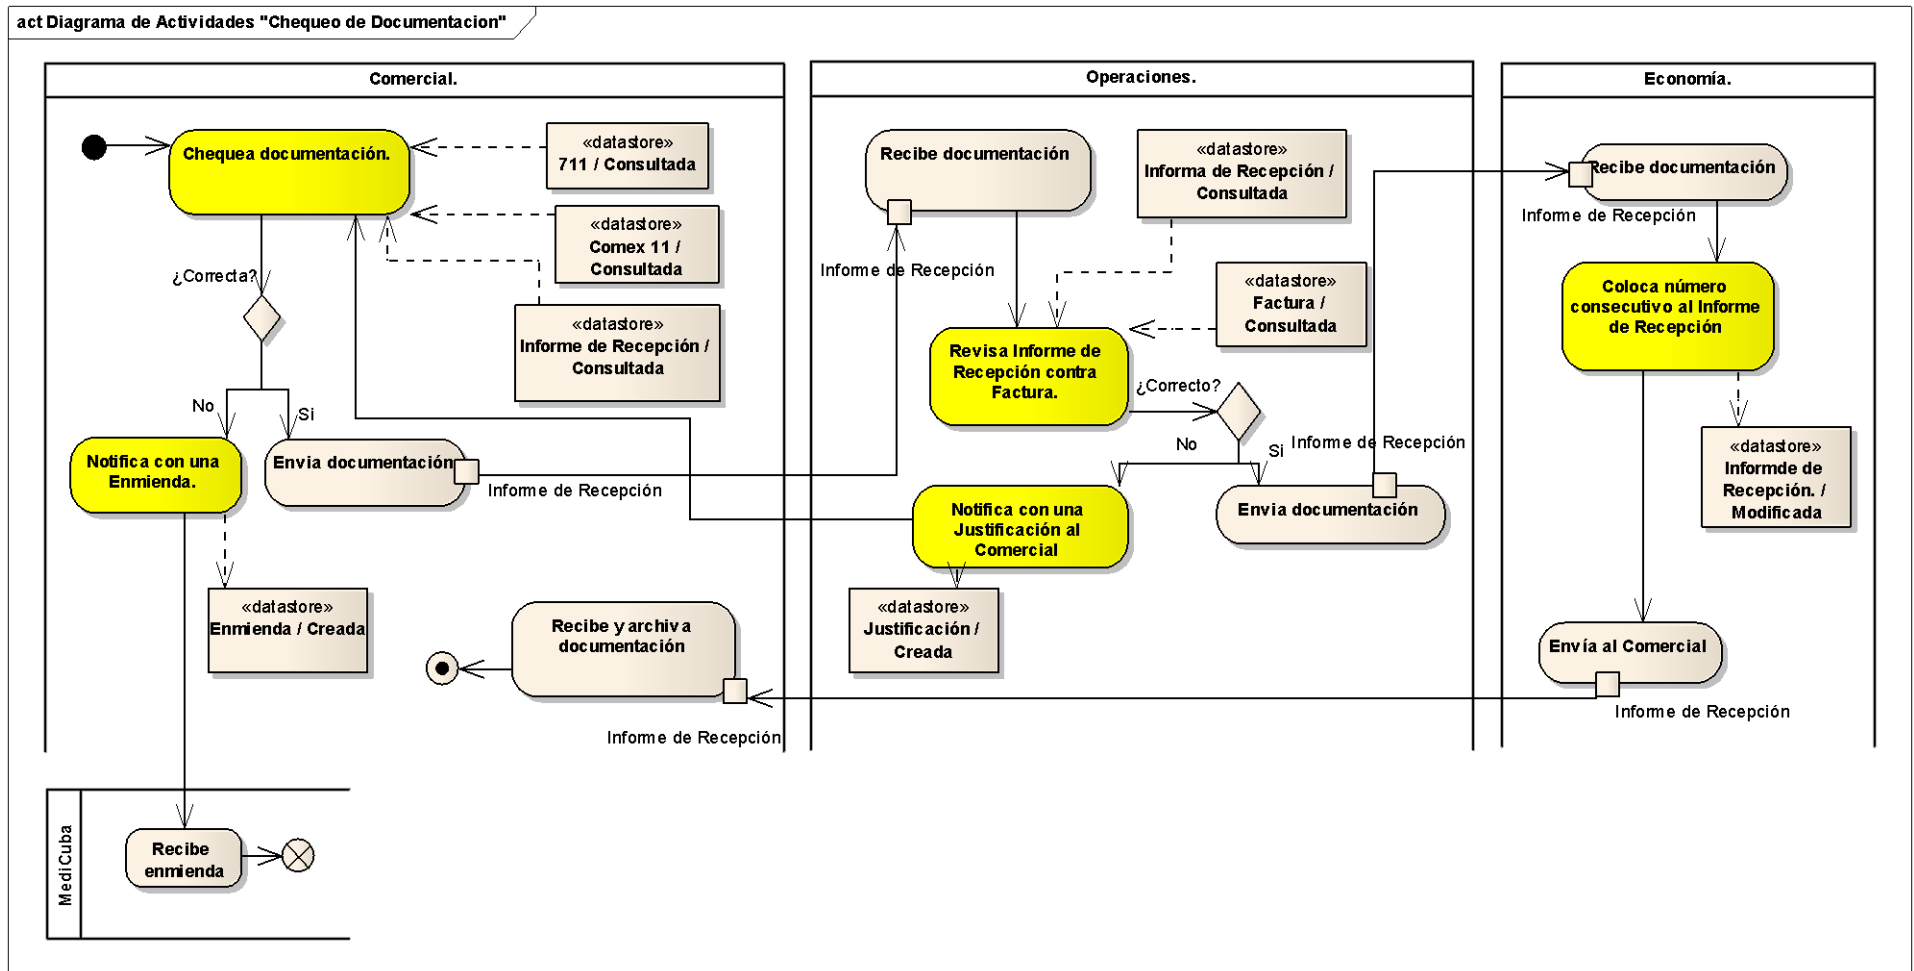 act Diagrama de Actividades "Chequeo de Documentacion"
Comercial.
Chequea documentación.
«datastore»
711 / Consultada
«datastore»
Comex 11 /
Consultada
«datastore»
Informe de Recepción /
Consultada
¿Correcta?
No
Si
Notifica con una
Enmienda.
Envia documentación
Informe de Recepción
«datastore»
Enmienda / Creada
Recibe y archiva
documentación
Informe de Recepción
Operaciones.
Recibe documentación
Informe de Recepción
«datastore»
Informa de Recepción /
Consultada
«datastore»
Factura /
Consultada
Revisa Informe de
Recepción contra
Factura.
¿Correcto?
No
Si
Informe de Recepción
Notifica con una
Justificación al
Comercial
Envia documentación
«datastore»
Justificación /
Creada
Economía.
Recibe documentación
Informe de Recepción
Coloca número
consecutivo al Informe
de Recepción
«datastore»
Informde de
Recepción. /
Modificada
Envía al Comercial
Informe de Recepción
MediCuba
Recibe
enmienda